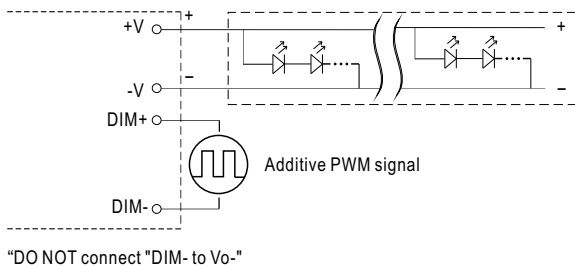 +V
+
+
-V
–
–
DIM+
Additive PWM signal
DIM-
“DO NOT connect "DIM- to Vo-"